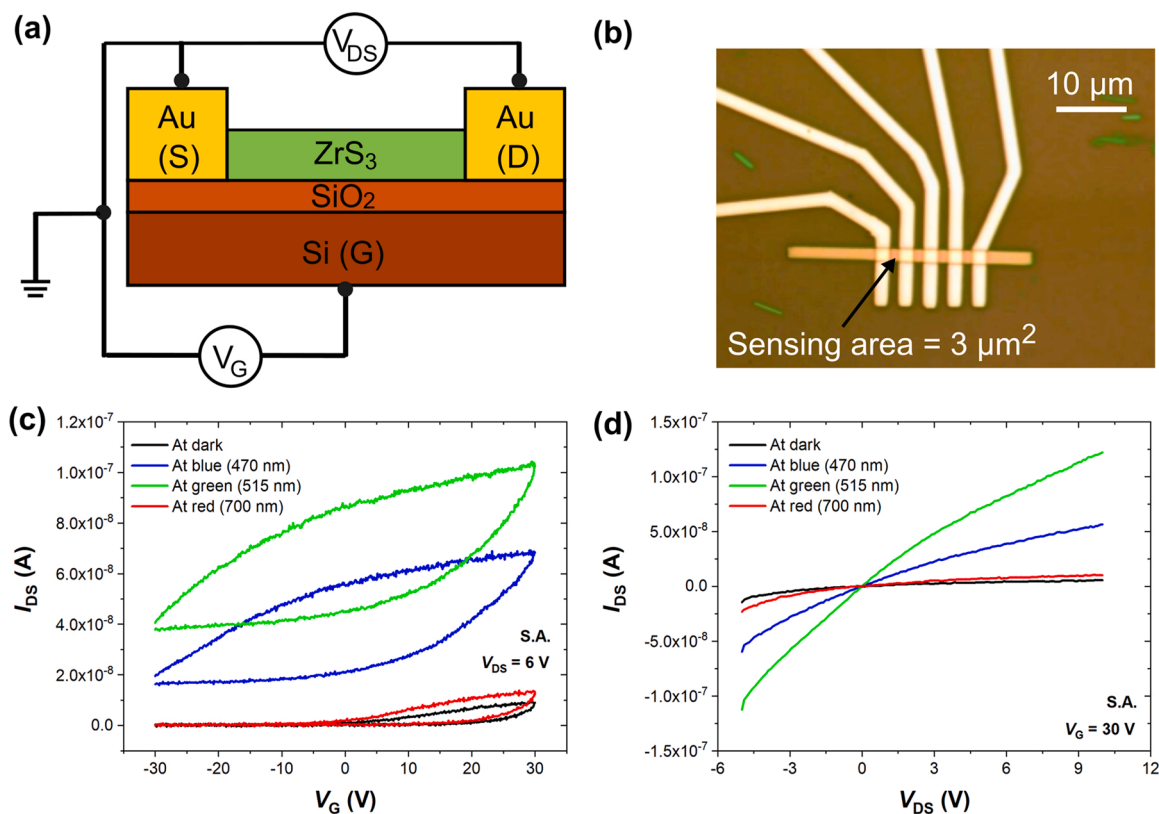 (a)
V_DS
Au
(S)
Au
(D)
ZrS₃
SiO₂
Si (G)
V_G
(b)
10 µm
Sensing area = 3 µm²
(c)
1.2x10⁻⁷
1.0x10⁻⁷
8.0x10⁻⁸
6.0x10⁻⁸
4.0x10⁻⁸
2.0x10⁻⁸
0.0
I_DS (A)
At dark
At blue (470 nm)
At green (515 nm)
At red (700 nm)
S.A.
V_DS = 6 V
-30
-20
-10
0
10
20
30
V_G (V)
(d)
1.5x10⁻⁷
1.0x10⁻⁷
5.0x10⁻⁸
0.0
-5.0x10⁻⁸
-1.0x10⁻⁷
-1.5x10⁻⁷
I_DS (A)
At dark
At blue (470 nm)
At green (515 nm)
At red (700 nm)
S.A.
V_G = 30 V
-6
-3
0
3
6
9
12
V_DS (V)